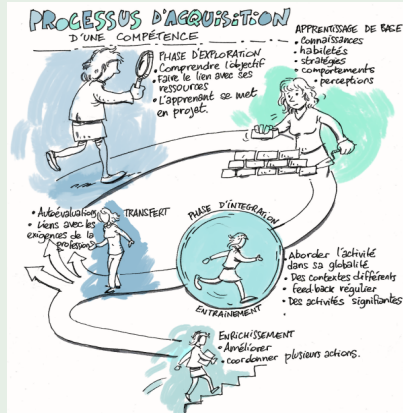 PROCESSUS D'ACQUISITION
D'UNE COMPÉTENCE
PHASE D'EXPLORATION
• Comprendre l'objectif
• Faire le lien avec ses
ressources
• L'apprenant se met
en projet.
APPRENTISSAGE DE BASE
• connaissances
• habiletés
• stratégies
• comportements
• perceptions
• Autoévaluations
• Liens avec les
exigences de la
profession
TRANSFERT
PHASE D'INTÉGRATION
ENTRAINEMENT
Aborder l'activité
dans sa globalité
• Des contextes différents
• feed-back régulier
• Des activités signifiantes
ENRICHISSEMENT
• Améliorer
• coordonner plusieurs actions.